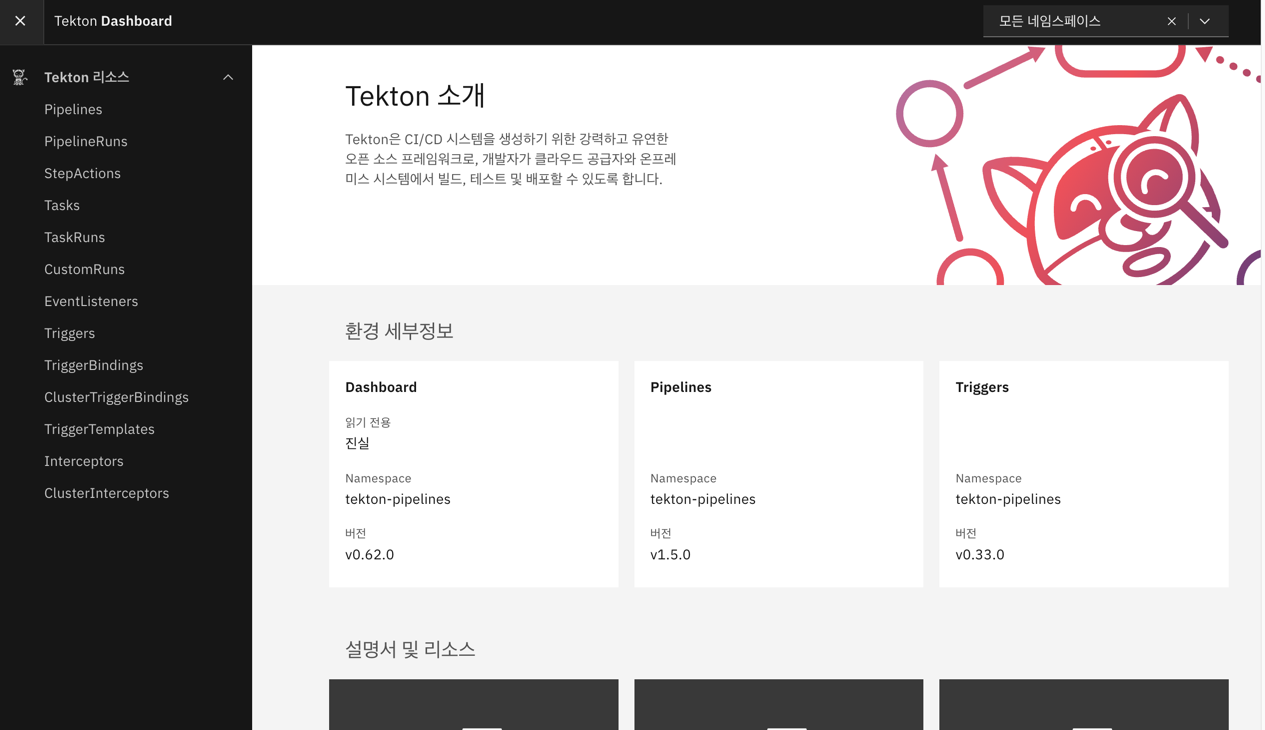 Tekton Dashboard
모든 네임스페이스
Tekton 리소스
Pipelines
PipelineRuns
StepActions
Tasks
TaskRuns
CustomRuns
EventListeners
Triggers
TriggerBindings
ClusterTriggerBindings
TriggerTemplates
Interceptors
ClusterInterceptors
Tekton 소개
Tekton은 CI/CD 시스템을 생성하기 위한 강력하고 유연한
오픈 소스 프레임워크로, 개발자가 클라우드 공급자와 온프레
미스 시스템에서 빌드, 테스트 및 배포할 수 있도록 합니다.
환경 세부정보
Dashboard
읽기 전용
진실
Namespace
tekton-pipelines
버전
v0.62.0
Pipelines
Namespace
tekton-pipelines
버전
v1.5.0
Triggers
Namespace
tekton-pipelines
버전
v0.33.0
설명서 및 리소스